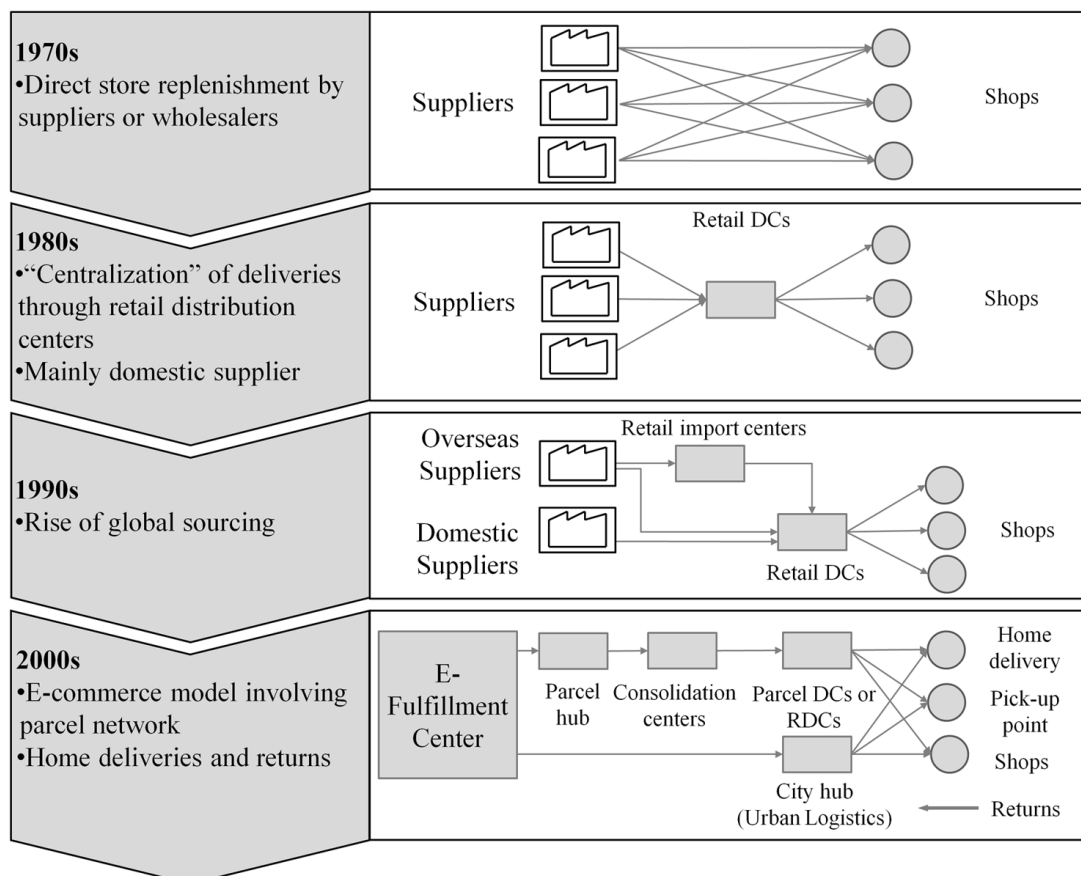 1970s
•Direct store replenishment by
suppliers or wholesalers
Suppliers
Shops
1980s
•“Centralization” of deliveries
through retail distribution
centers
•Mainly domestic supplier
Retail DCs
Suppliers
Shops
1990s
•Rise of global sourcing
Overseas
Suppliers
Retail import centers
Domestic
Suppliers
Retail DCs
Shops
2000s
•E-commerce model involving
parcel network
•Home deliveries and returns
E-
Fulfillment
Center
Parcel
hub
Consolidation
centers
Parcel DCs or
RDCs
City hub
(Urban Logistics)
Home
delivery
Pick-up
point
Shops
Returns